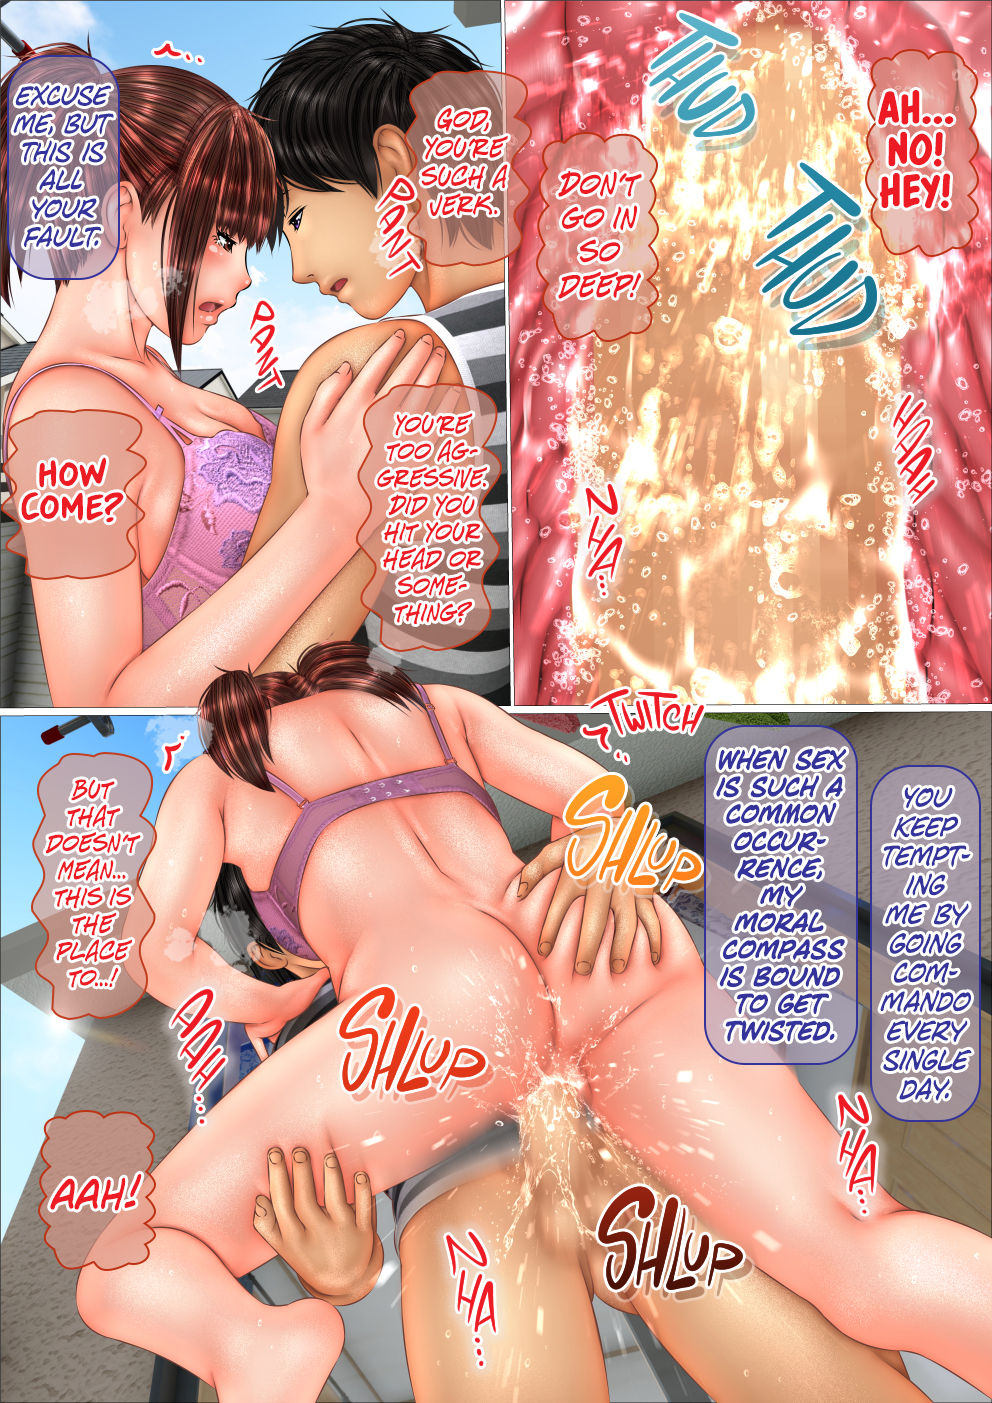 THUD
AH...
NO!
HEY!
DON'T
GO IN
SO
DEEP!
THUD
NHA...
GOD,
YOU'RE
SUCH A
VERK.
PANT
YOU'RE
TOO AG-
GRESSIVE.
DID YOU
HIT YOUR
HEAD OR
SOME-
THING?
PANT
EXCUSE
ME, BUT
THIS IS
ALL
YOUR
FAULT.
HOW
COME?
YOU
KEEP
TEMPT-
ING
ME BY
GOING
COM-
MANDO
EVERY
SINGLE
DAY.
WHEN SEX
IS SUCH A
COMMON
OCCUR-
RENCE,
MY
MORAL
COMPASS
IS BOUND
TO GET
TWISTED.
TWITCH
SHLUP
BUT
THAT
DOESN'T
MEAN...
THIS IS
THE
PLACE
TO...!
AAH...
SHLUP
NHA...
SHLUP
NHA...
AAH!